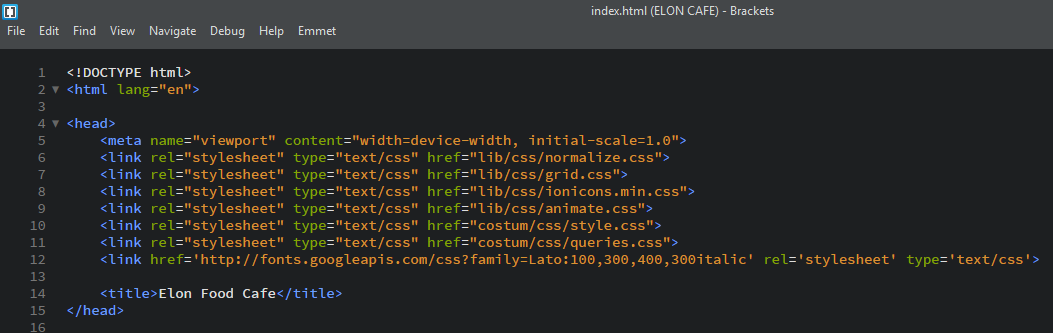 index.html (ELON CAFE) - Brackets
File Edit Find View Navigate Debug Help Emmet
1 <!DOCTYPE html>
2 <html lang="en">
3
4 <head>
5 <meta name="viewport" content="width=device-width, initial-scale=1.0">
6 <link rel="stylesheet" type="text/css" href="lib/css/normalize.css">
7 <link rel="stylesheet" type="text/css" href="lib/css/grid.css">
8 <link rel="stylesheet" type="text/css" href="lib/css/ionicons.min.css">
9 <link rel="stylesheet" type="text/css" href="lib/css/animate.css">
10 <link rel="stylesheet" type="text/css" href="costum/css/style.css">
11 <link rel="stylesheet" type="text/css" href="costum/css/queries.css">
12 <link href='http://fonts.googleapis.com/css?family=Lato:100,300,400,300italic' rel='stylesheet' type='text/css'>
13
14 <title>Elon Food Cafe</title>
15 </head>
16